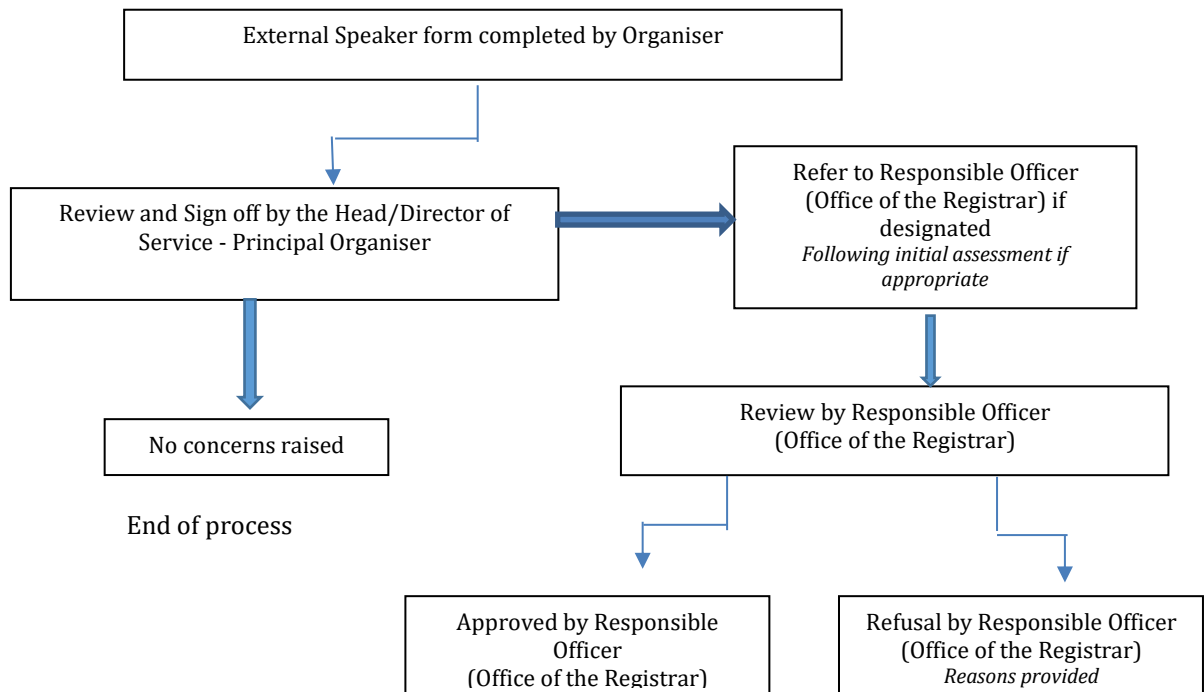 External Speaker form completed by Organiser
Review and Sign off by the Head/Director of
Service - Principal Organiser
Refer to Responsible Officer
(Office of the Registrar) if
designated
Following initial assessment if
appropriate
No concerns raised
End of process
Review by Responsible Officer
(Office of the Registrar)
Approved by Responsible
Officer
(Office of the Registrar)
Refusal by Responsible Officer
(Office of the Registrar)
Reasons provided